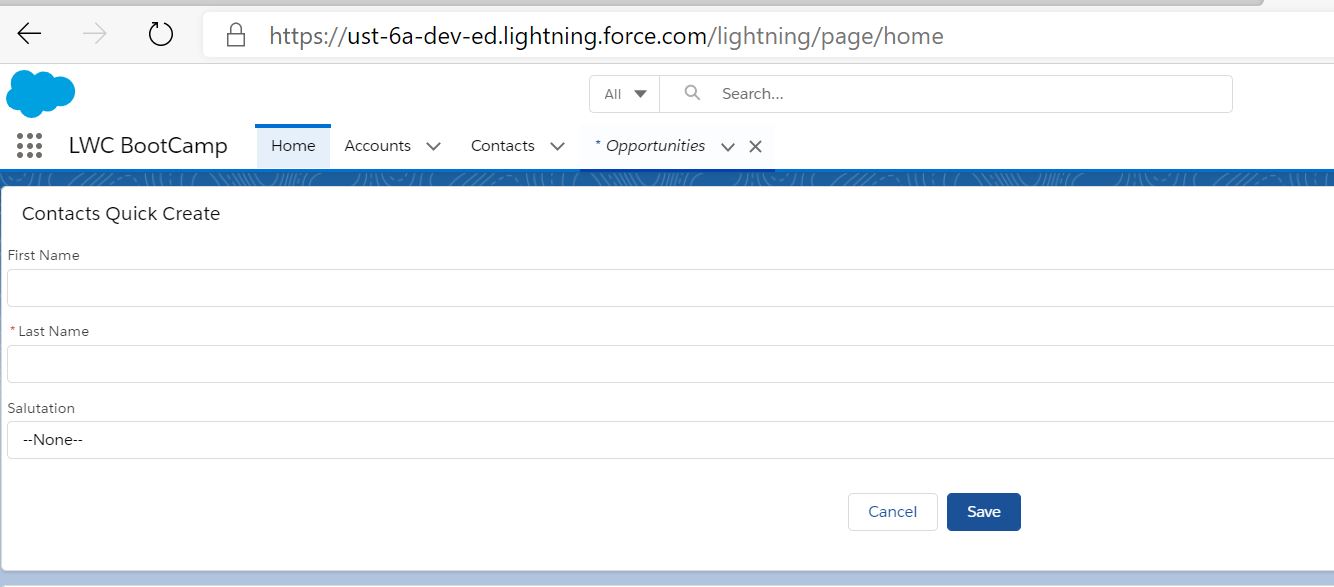 https://ust-6a-dev-ed.lightning.force.com/lightning/page/home
All Search...
LWC BootCamp Home Accounts Contacts * Opportunities
Contacts Quick Create
First Name
* Last Name
Salutation
--None--
Cancel Save